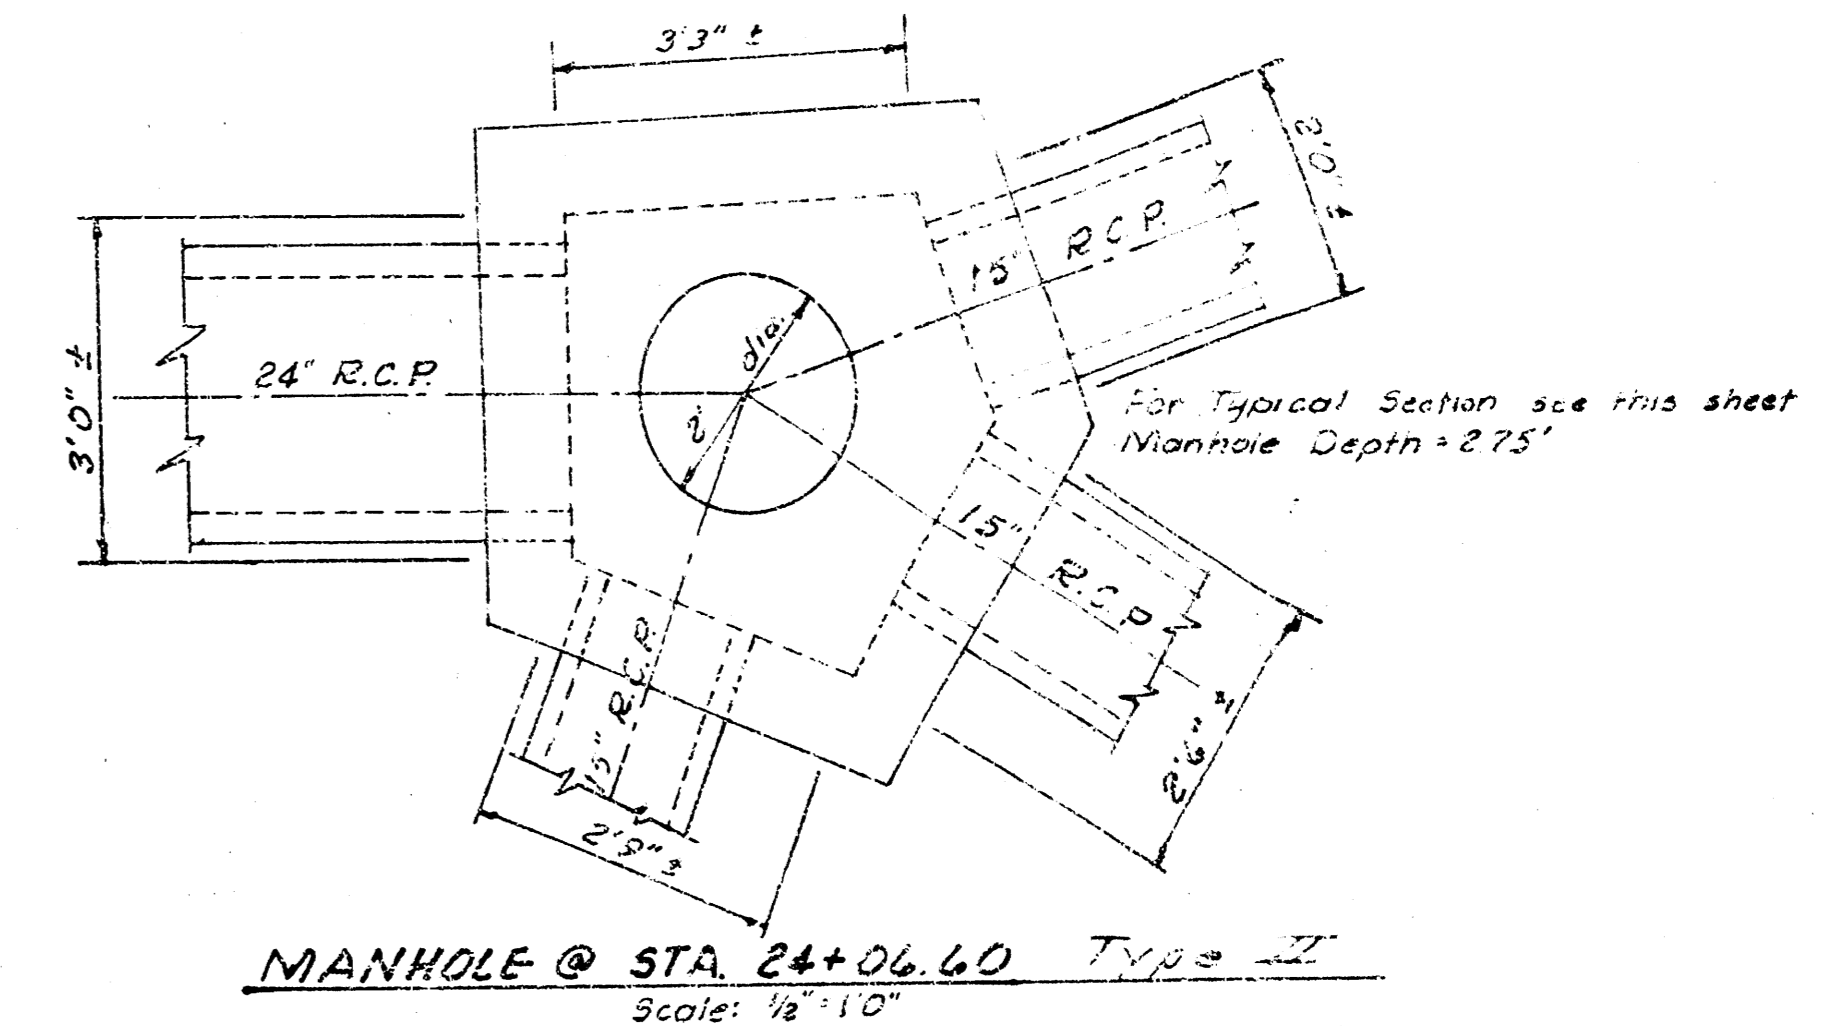 3'3" ±
2'0" ±
15" R.C.P.
3'0" ±
24" R.C.P.
2' dia.
For Typical Section see this sheet
Manhole Depth = 2.75'
15" R.C.P.
15" R.C.P.
2'9" ±
MANHOLE @ STA. 24+06.60 Type II
Scale: 1/2" = 1'0"